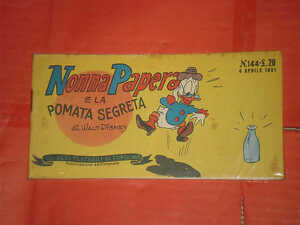 Nonna Papera
E LA
POMATA SEGRETA
di WALT DISNEY
N.144-£.20
4 APRILE 1951